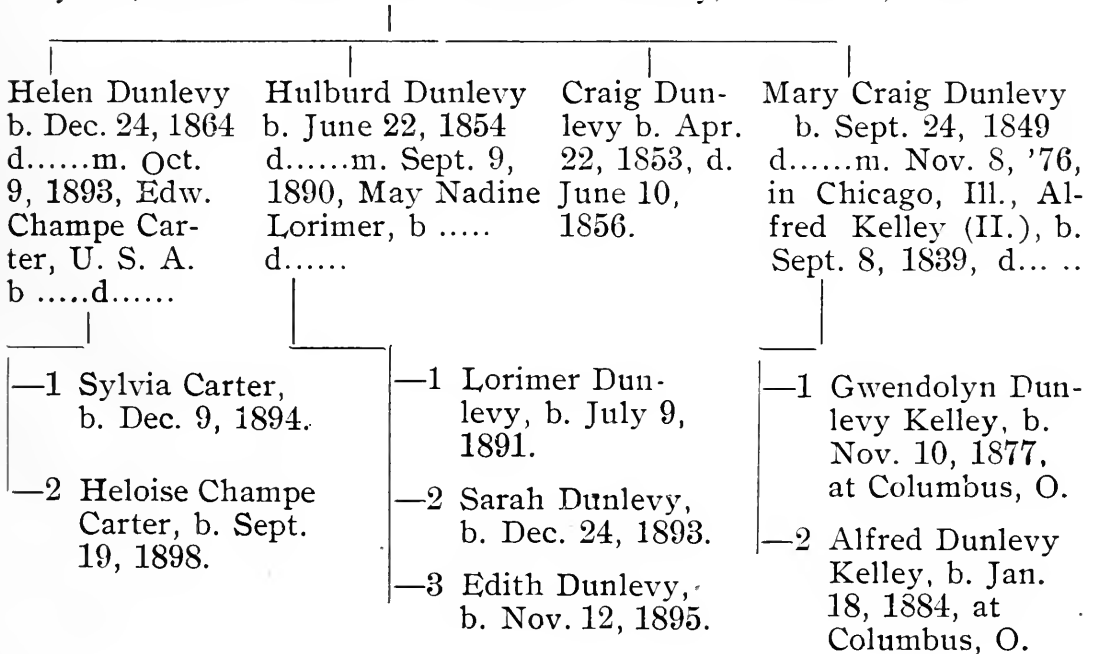 Helen Dunlevy
b. Dec. 24, 1864
d......m. Oct.
9, 1893, Edw.
Champe Car-
ter, U. S. A.
b .....d......
Hulburd Dunlevy
b. June 22, 1854
d......m. Sept. 9,
1890, May Nadine
Lorimer, b .....
d......
Craig Dun-
levy b. Apr.
22, 1853, d.
June 10,
1856.
Mary Craig Dunlevy
b. Sept. 24, 1849
d......m. Nov. 8, '76,
in Chicago, Ill., Al-
fred Kelley (II.), b.
Sept. 8, 1839, d... ..
—1 Sylvia Carter,
b. Dec. 9, 1894.
—2 Heloise Champe
Carter, b. Sept.
19, 1898.
—1 Lorimer Dun-
levy, b. July 9,
1891.
—2 Sarah Dunlevy,
b. Dec. 24, 1893.
—3 Edith Dunlevy,
b. Nov. 12, 1895.
—1 Gwendolyn Dun-
levy Kelley, b.
Nov. 10, 1877,
at Columbus, O.
—2 Alfred Dunlevy
Kelley, b. Jan.
18, 1884, at
Columbus, O.